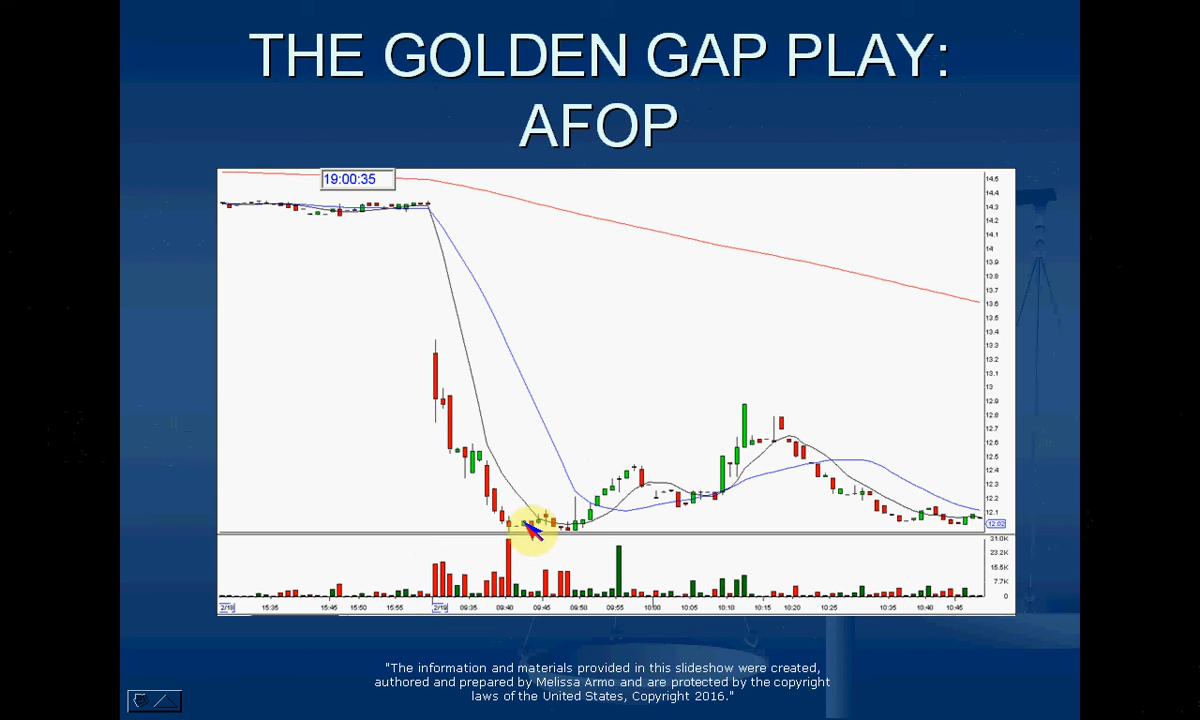 THE GOLDEN GAP PLAY:
AFOP
19:00:35
14.5
14.4
14.3
14.2
14.1
14
13.9
13.8
13.7
13.6
13.5
13.4
13.3
13.2
13.1
13
12.9
12.8
12.7
12.6
12.5
12.4
12.3
12.2
12.1
12.02
31.0K
23.2K
15.5K
7.7K
0
2/18 15:35 15:45 15:50 15:55 2/19 09:35 09:40 09:45 09:50 09:55 10:00 10:05 10:10 10:15 10:20 10:25 10:35 10:40 10:45
"The information and materials provided in this slideshow were created,
authored and prepared by Melissa Armo and are protected by the copyright
laws of the United States, Copyright 2016."